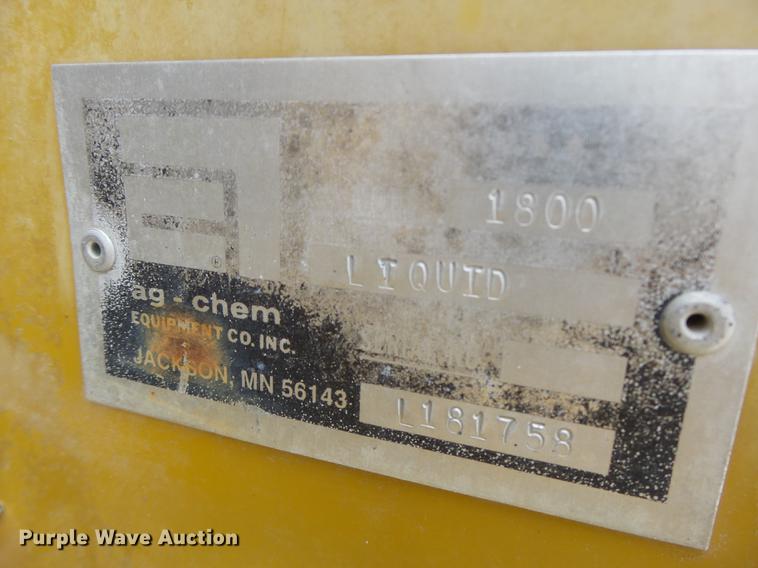 1800
LIQUID
®
ag-chem
EQUIPMENT CO. INC.
JACKSON, MN 56143
L181758
Purple Wave Auction